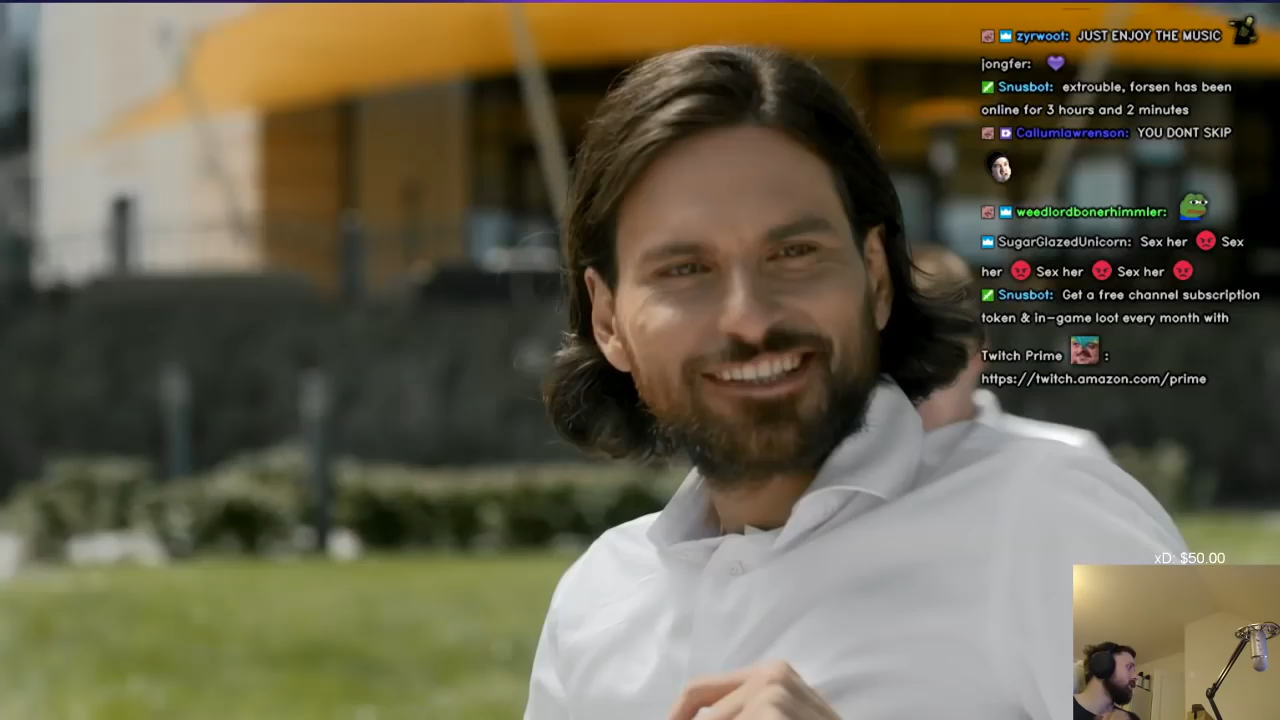 zyrwoot: JUST ENJOY THE MUSIC
jongfer:
Snusbot: extrouble, forsen has been
online for 3 hours and 2 minutes
Callumlawrenson: YOU DONT SKIP
weedlordbonerhimmler:
SugarGlazedUnicorn: Sex her Sex
her Sex her Sex her
Snusbot: Get a free channel subscription
token & in-game loot every month with
Twitch Prime :
https://twitch.amazon.com/prime
xD: $50.00